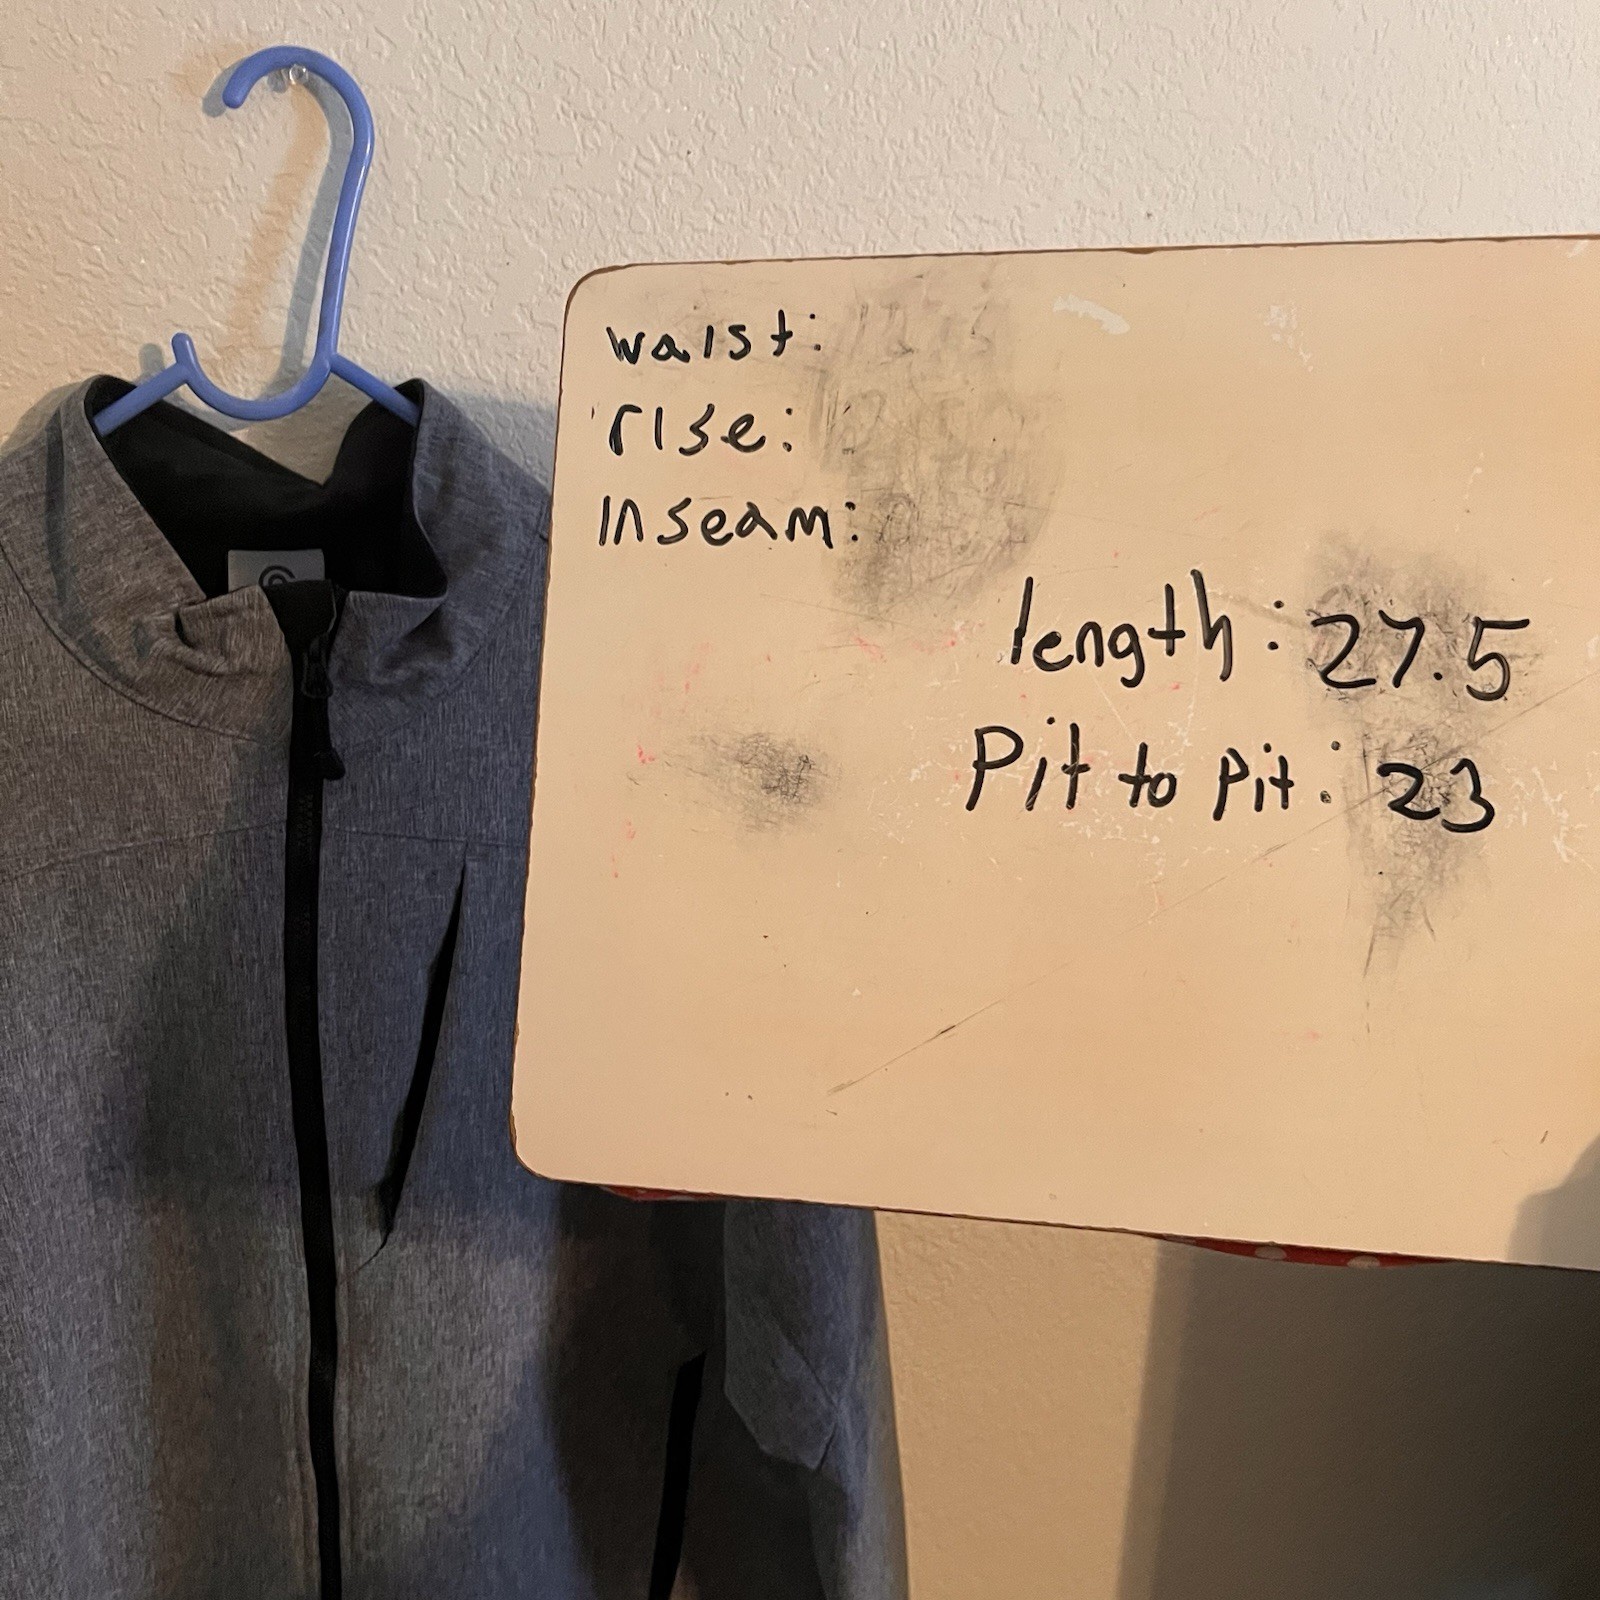 waist:
rise:
Inseam:
length: 27.5
Pit to Pit: 23